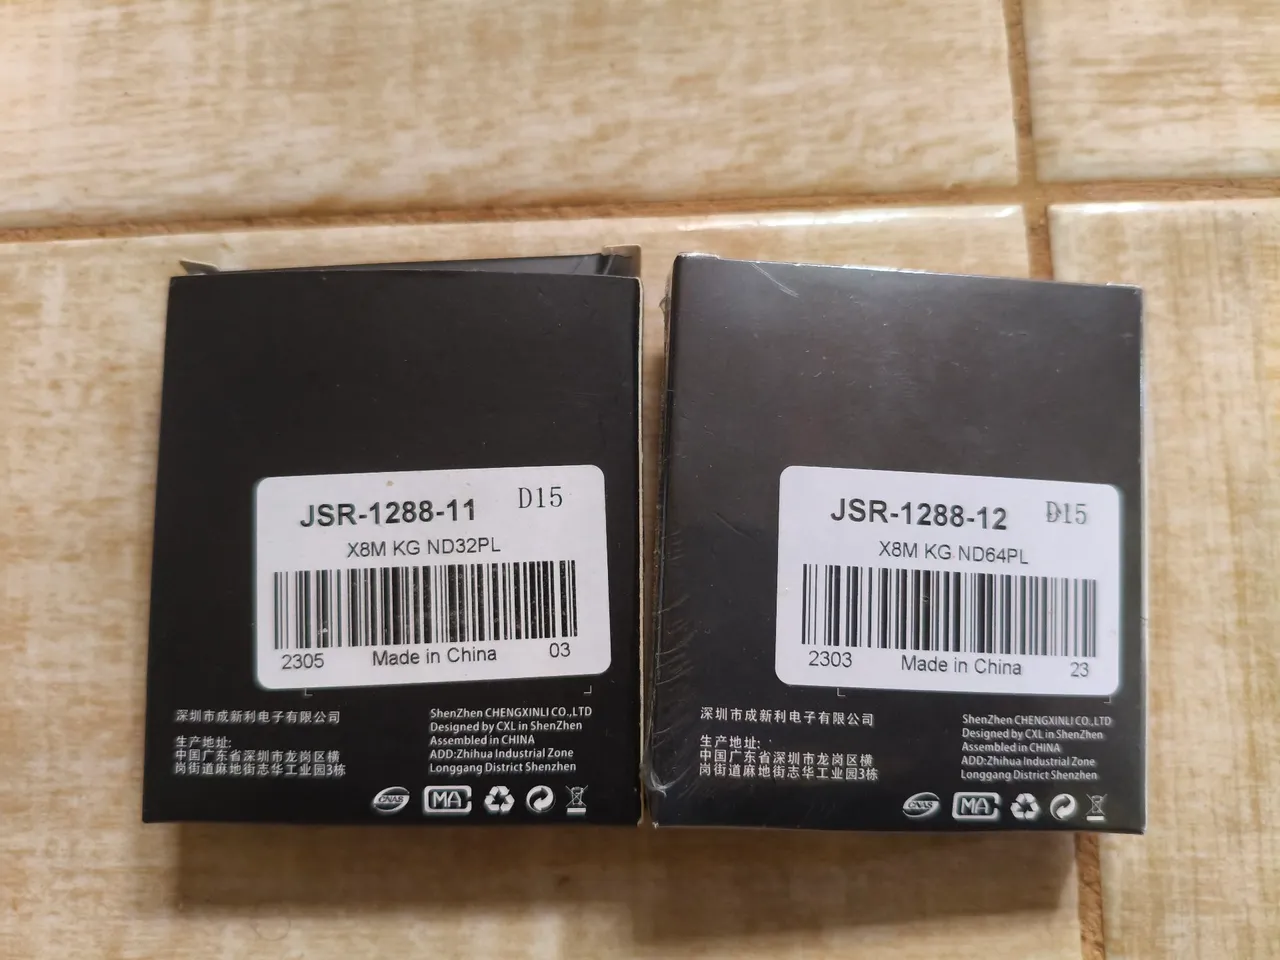 JSR-1288-11 D15
X8M KG ND32PL
2305 Made in China 03
深圳市成新利电子有限公司
生产地址:
中国广东省深圳市龙岗区横
岗街道麻地街志华工业园3栋
ShenZhen CHENGXINLI CO.,LTD
Designed by CXL in ShenZhen
Assembled in CHINA
ADD:Zhihua Industrial Zone
Longgang District Shenzhen
CNAS MA
JSR-1288-12 D15
X8M KG ND64PL
2303 Made in China 23
深圳市成新利电子有限公司
生产地址:
中国广东省深圳市龙岗区横
岗街道麻地街志华工业园3栋
ShenZhen CHENGXINLI CO.,LTD
Designed by CXL in ShenZhen
Assembled in CHINA
ADD:Zhihua Industrial Zone
Longgang District Shenzhen
CNAS MA